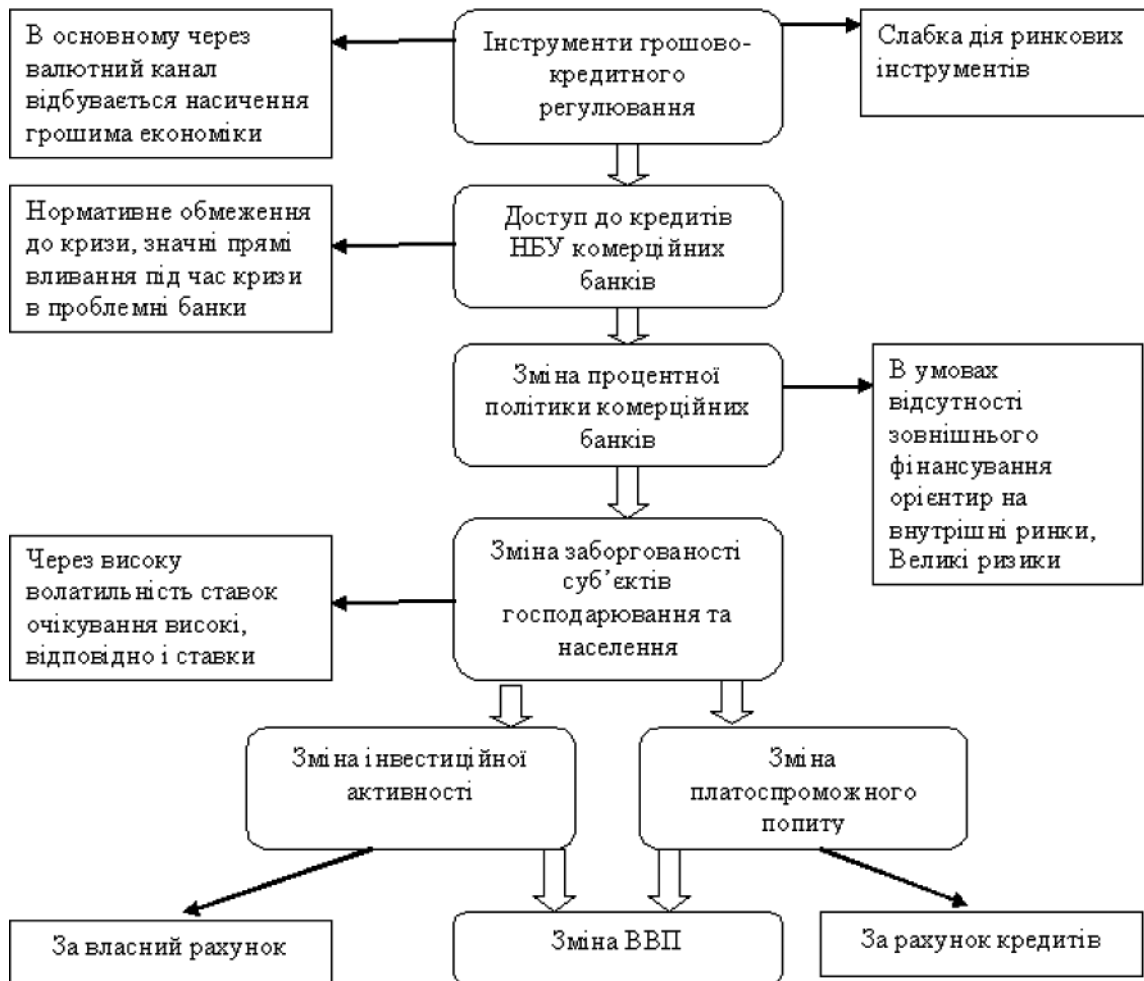 В основному через
валютний канал
відбувається насичення
грошима економіки
Інструменти грошово-
кредитного
регулювання
Слабка дія ринкових
інструментів
Нормативне обмеження
до кризи, значні прямі
вливання під час кризи
в проблемні банки
Доступ до кредитів
НБУ комерційних
банків
Зміна процентної
політики комерційних
банків
В умовах
відсутності
зовнішнього
фінансування
орієнтир на
внутрішні ринки,
Великі ризики
Через високу
волатильність ставок
очікування високі,
відповідно і ставки
Зміна заборгованості
суб’єктів
господарювання та
населення
Зміна інвестиційної
активності
Зміна
платоспроможного
попиту
За власний рахунок
Зміна ВВП
За рахунок кредитів